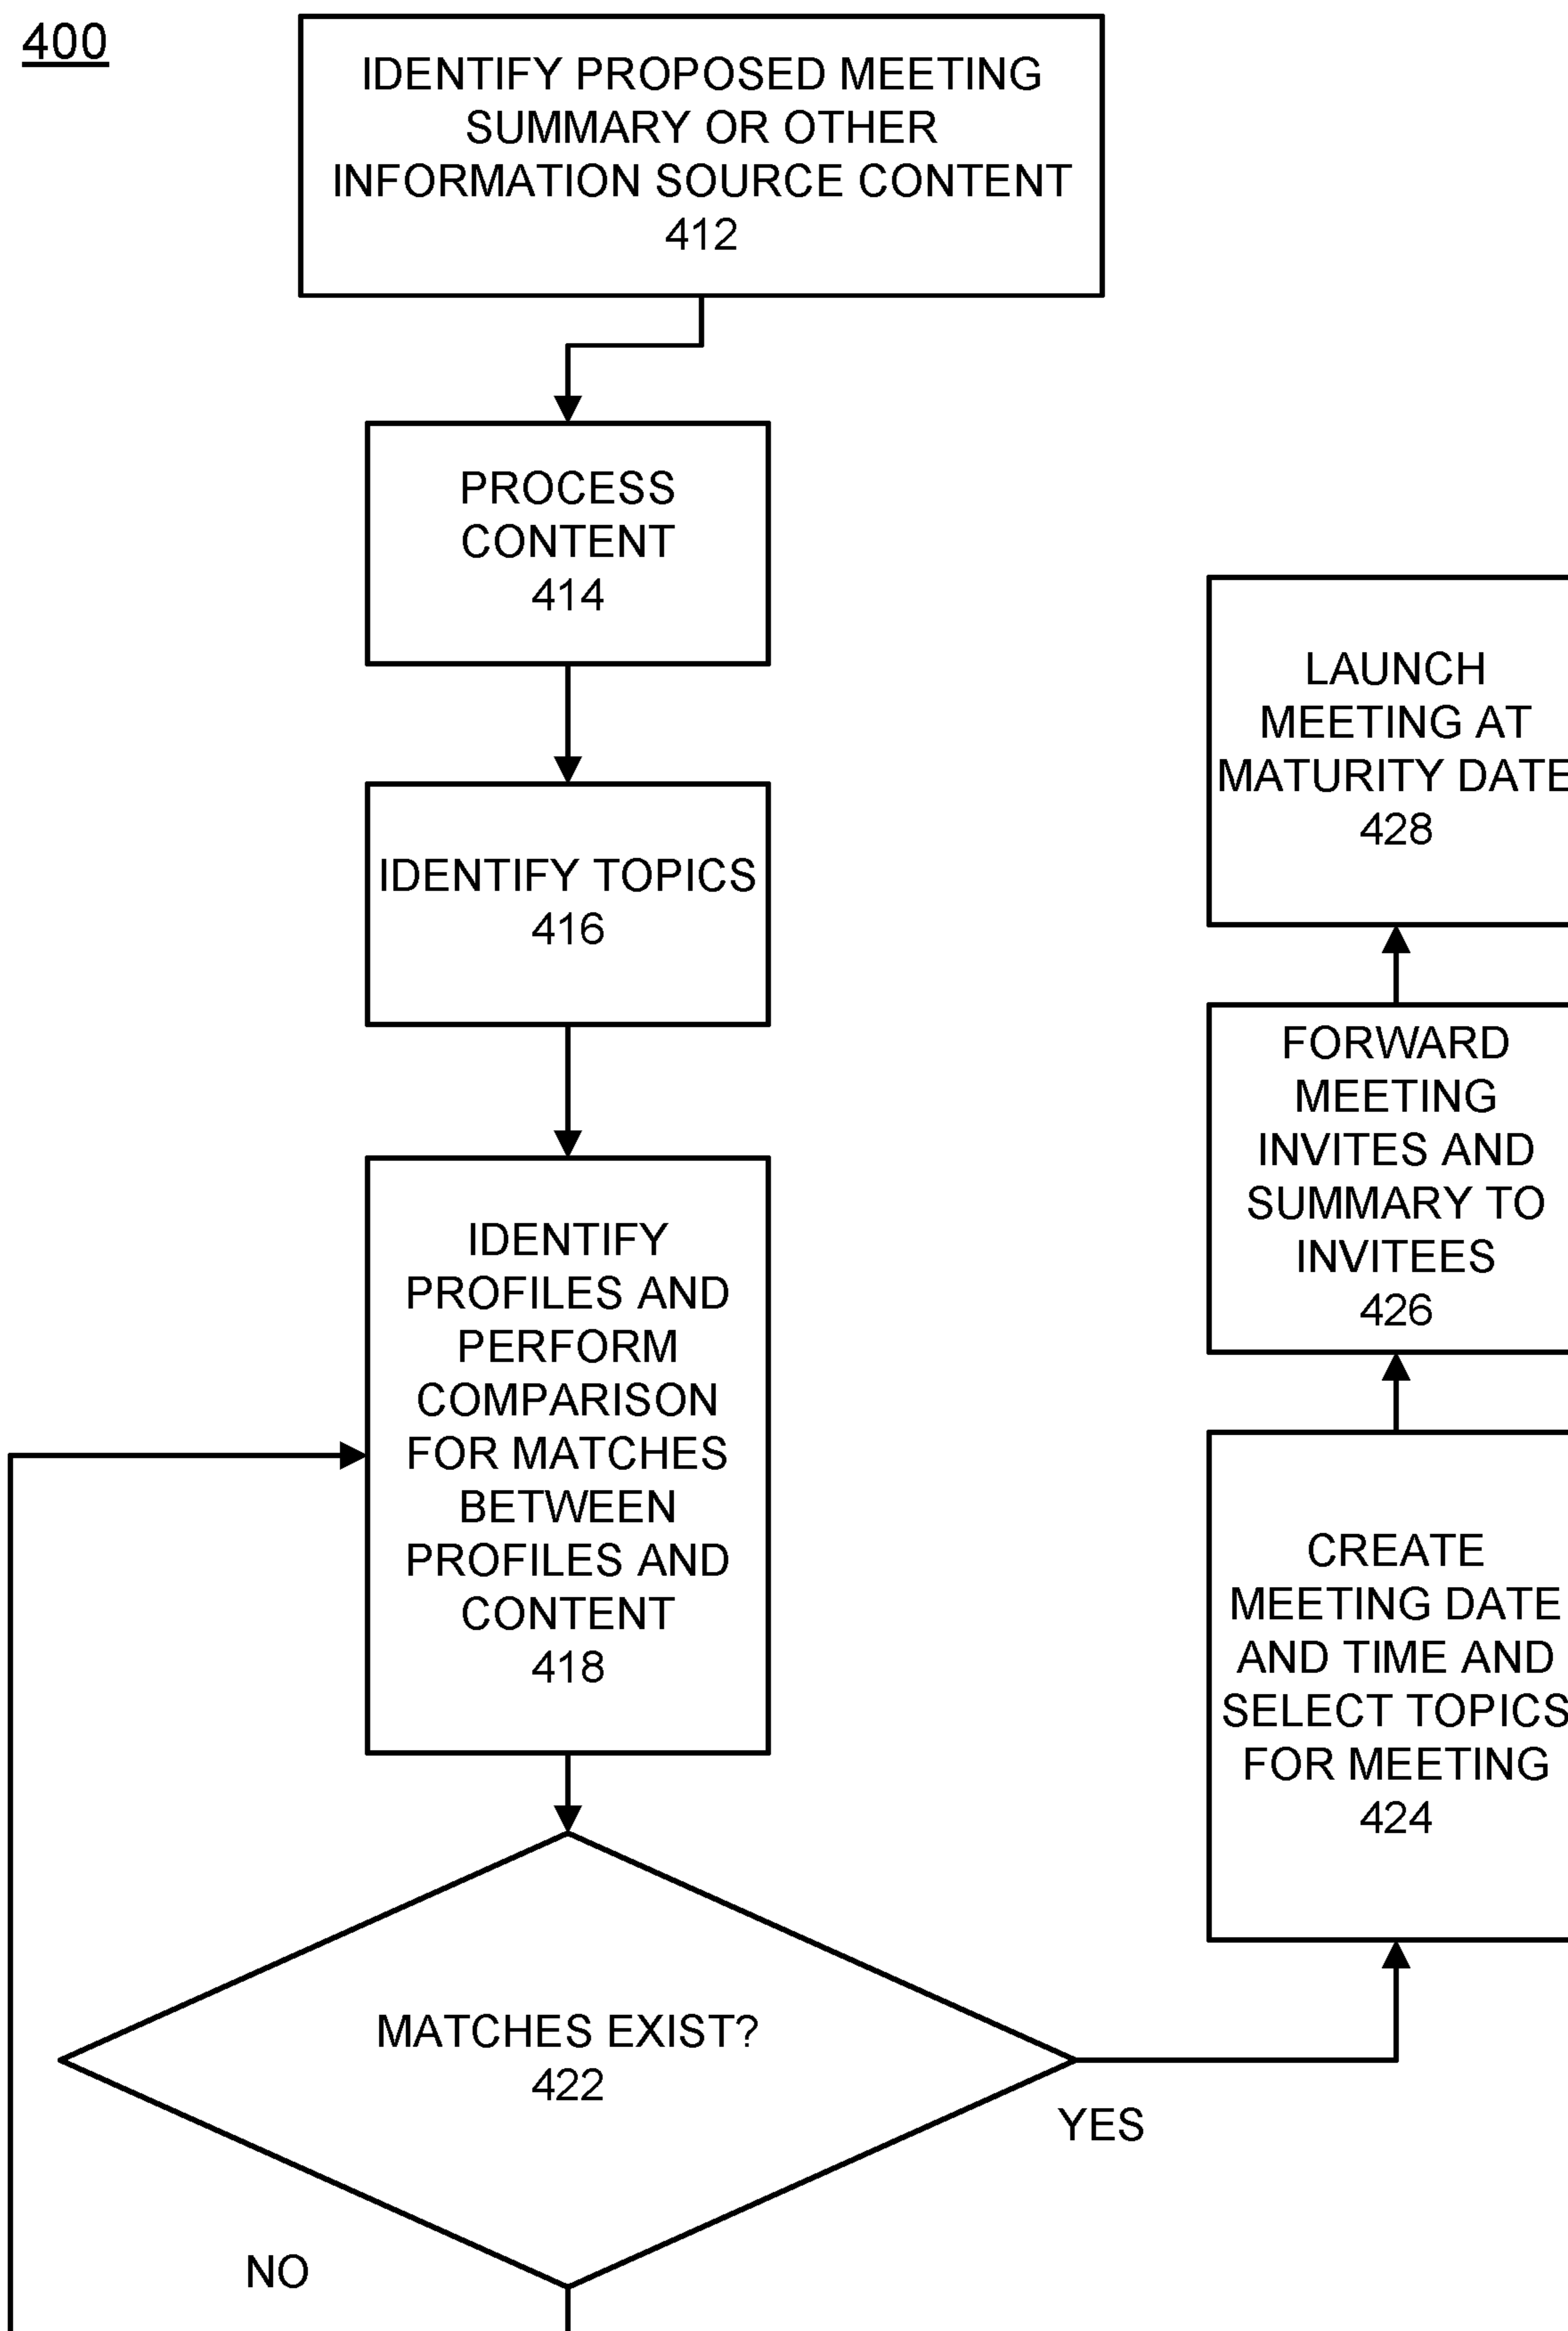 400
IDENTIFY PROPOSED MEETING
SUMMARY OR OTHER
INFORMATION SOURCE CONTENT
412
PROCESS
CONTENT
414
IDENTIFY TOPICS
416
IDENTIFY
PROFILES AND
PERFORM
COMPARISON
FOR MATCHES
BETWEEN
PROFILES AND
CONTENT
418
MATCHES EXIST?
422
NO
YES
CREATE
MEETING DATE
AND TIME AND
SELECT TOPICS
FOR MEETING
424
FORWARD
MEETING
INVITES AND
SUMMARY TO
INVITEES
426
LAUNCH
MEETING AT
MATURITY DATE
428